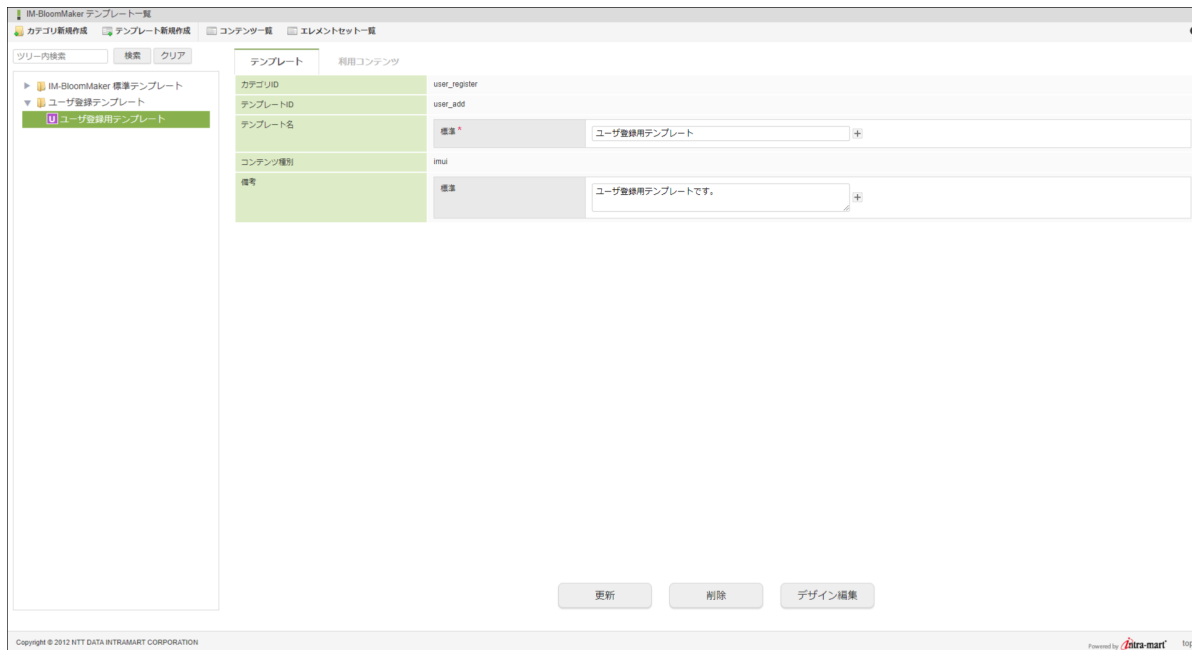 IM-BloomMaker テンプレート一覧
カテゴリ新規作成 テンプレート新規作成 コンテンツ一覧 エレメントセット一覧
ツリー内検索 検索 クリア
IM-BloomMaker 標準テンプレート
ユーザ登録テンプレート
U ユーザ登録用テンプレート
テンプレート 利用コンテンツ
カテゴリID user_register
テンプレートID user_add
テンプレート名 標準 * ユーザ登録用テンプレート
コンテンツ種別 imui
備考 標準 ユーザ登録用テンプレートです。
更新 削除 デザイン編集
Copyright © 2012 NTT DATA INTRAMART CORPORATION
Powered by intra-mart top